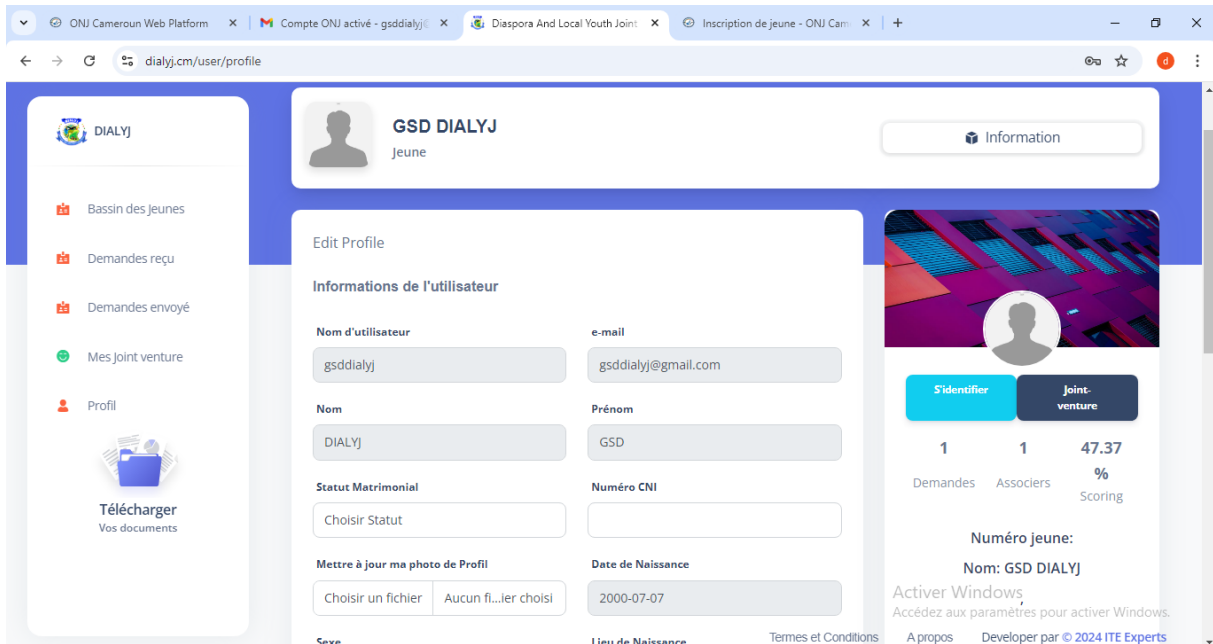 ONJ Cameroun Web Platform
Compte ONJ activé - gsddialyj
Diaspora And Local Youth Joint
Inscription de jeune - ONJ Cam
dialyj.cm/user/profile
d
DIALYJ
GSD DIALYJ
Jeune
Information
Bassin des Jeunes
Demandes reçu
Demandes envoyé
Mes Joint venture
Profil
Télécharger
Vos documents
Edit Profile
Informations de l'utilisateur
Nom d'utilisateur
e-mail
gsddialyj
gsddialyj@gmail.com
Nom
Prénom
DIALYJ
GSD
Statut Matrimonial
Numéro CNI
Choisir Statut
Mettre à jour ma photo de Profil
Date de Naissance
Choisir un fichier
Aucun fi...ier choisi
2000-07-07
Sexe
Lieu de Naissance
S'identifier
Joint-
venture
1
1
47.37
%
Demandes
Associers
Scoring
Numéro jeune:
Nom: GSD DIALYJ
,
Activer Windows
Accédez aux paramètres pour activer Windows.
Termes et Conditions
A propos
Developer par © 2024 ITE Experts